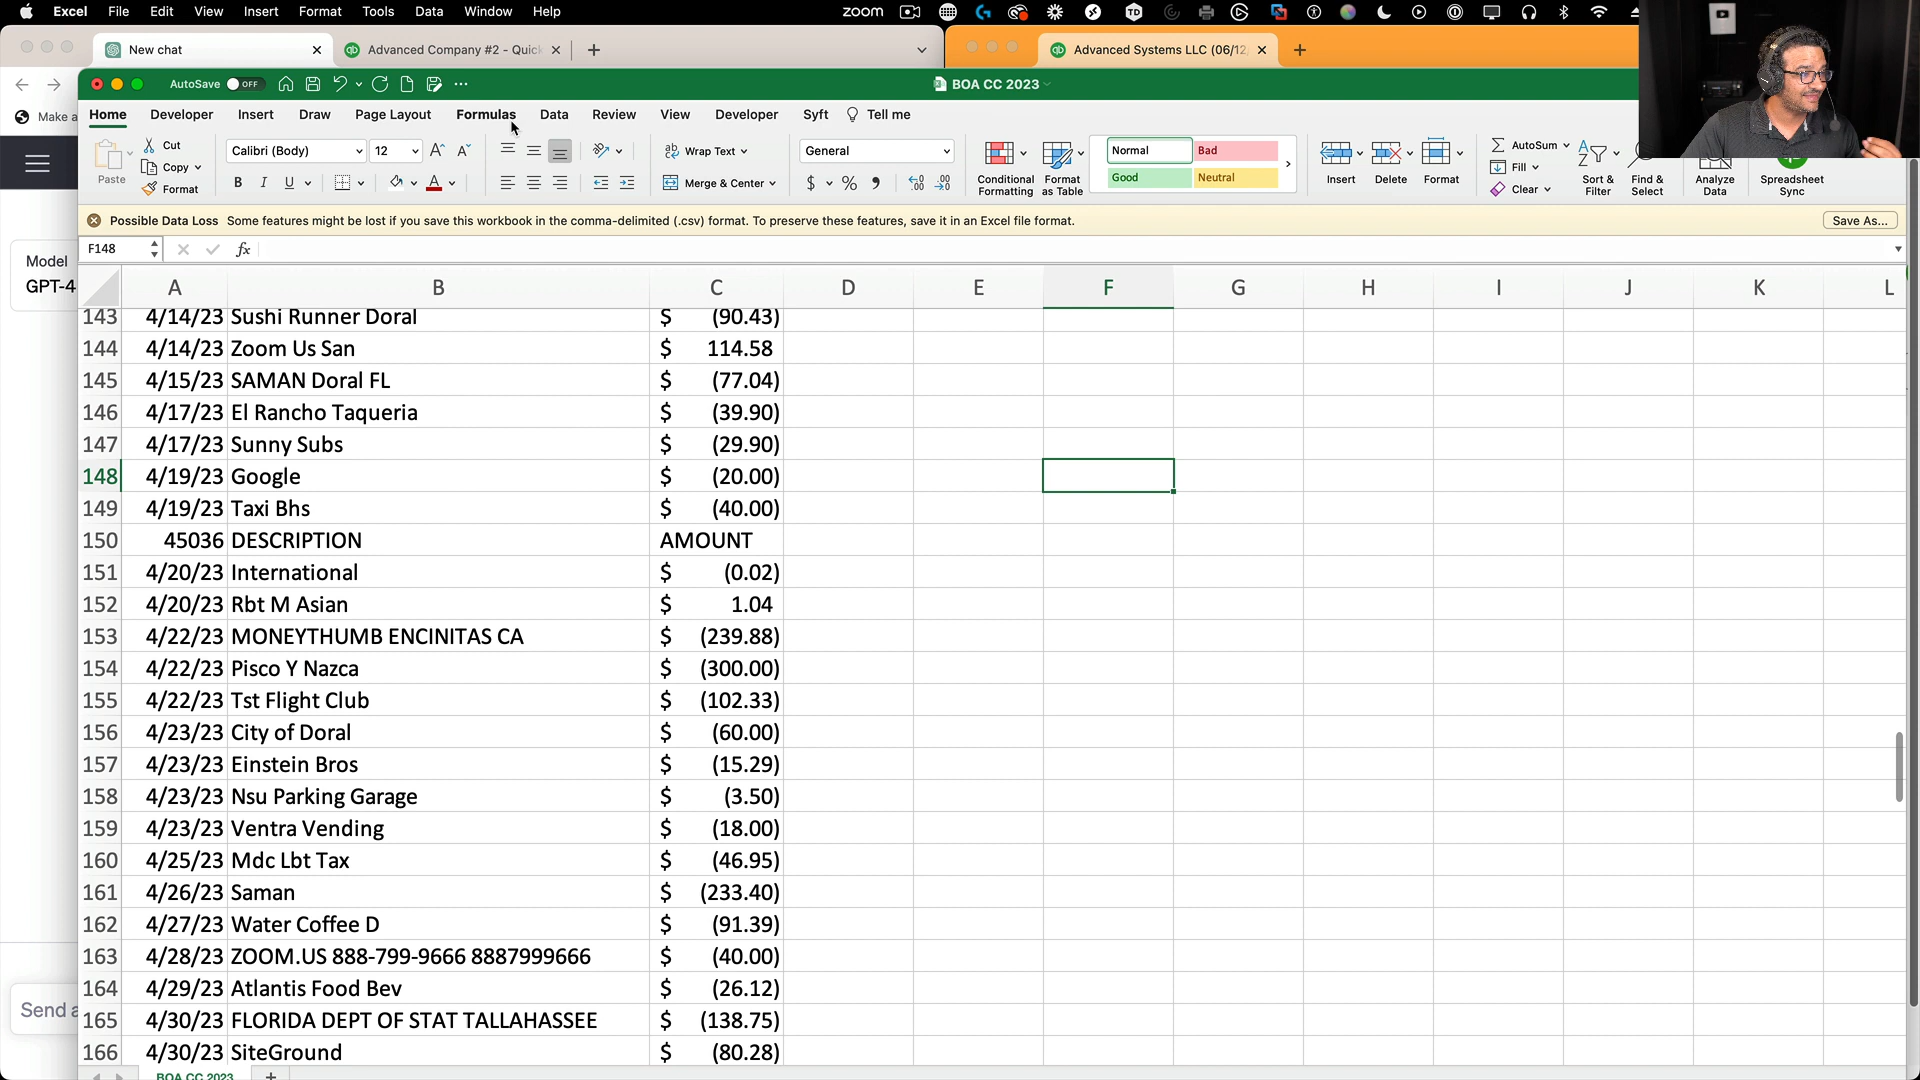 Excel File Edit View Insert Format Tools Data Window Help zoom
New chat Advanced Company #2 - Quick Advanced Systems LLC (06/12
Make a
AutoSave OFF BOA CC 2023
Home Developer Insert Draw Page Layout Formulas Data Review View Developer Syft Tell me
Paste Cut Copy Format
Calibri (Body) 12
B I U
Wrap Text
Merge & Center
General
$ %
Conditional Formatting
Format as Table
Normal Bad
Good Neutral
Insert Delete Format
AutoSum
Fill
Clear
Sort & Filter
Find & Select
Analyze Data
Spreadsheet Sync
Possible Data Loss Some features might be lost if you save this workbook in the comma-delimited (.csv) format. To preserve these features, save it in an Excel file format. Save As...
F148 fx
Model
GPT-4
Send a
A B C D E F G H I J K L
143 4/14/23 Sushi Runner Doral $ (90.43)
144 4/14/23 Zoom Us San $ 114.58
145 4/15/23 SAMAN Doral FL $ (77.04)
146 4/17/23 El Rancho Taqueria $ (39.90)
147 4/17/23 Sunny Subs $ (29.90)
148 4/19/23 Google $ (20.00)
149 4/19/23 Taxi Bhs $ (40.00)
150 45036 DESCRIPTION AMOUNT
151 4/20/23 International $ (0.02)
152 4/20/23 Rbt M Asian $ 1.04
153 4/22/23 MONEYTHUMB ENCINITAS CA $ (239.88)
154 4/22/23 Pisco Y Nazca $ (300.00)
155 4/22/23 Tst Flight Club $ (102.33)
156 4/23/23 City of Doral $ (60.00)
157 4/23/23 Einstein Bros $ (15.29)
158 4/23/23 Nsu Parking Garage $ (3.50)
159 4/23/23 Ventra Vending $ (18.00)
160 4/25/23 Mdc Lbt Tax $ (46.95)
161 4/26/23 Saman $ (233.40)
162 4/27/23 Water Coffee D $ (91.39)
163 4/28/23 ZOOM.US 888-799-9666 8887999666 $ (40.00)
164 4/29/23 Atlantis Food Bev $ (26.12)
165 4/30/23 FLORIDA DEPT OF STAT TALLAHASSEE $ (138.75)
166 4/30/23 SiteGround $ (80.28)
BOA CC 2023